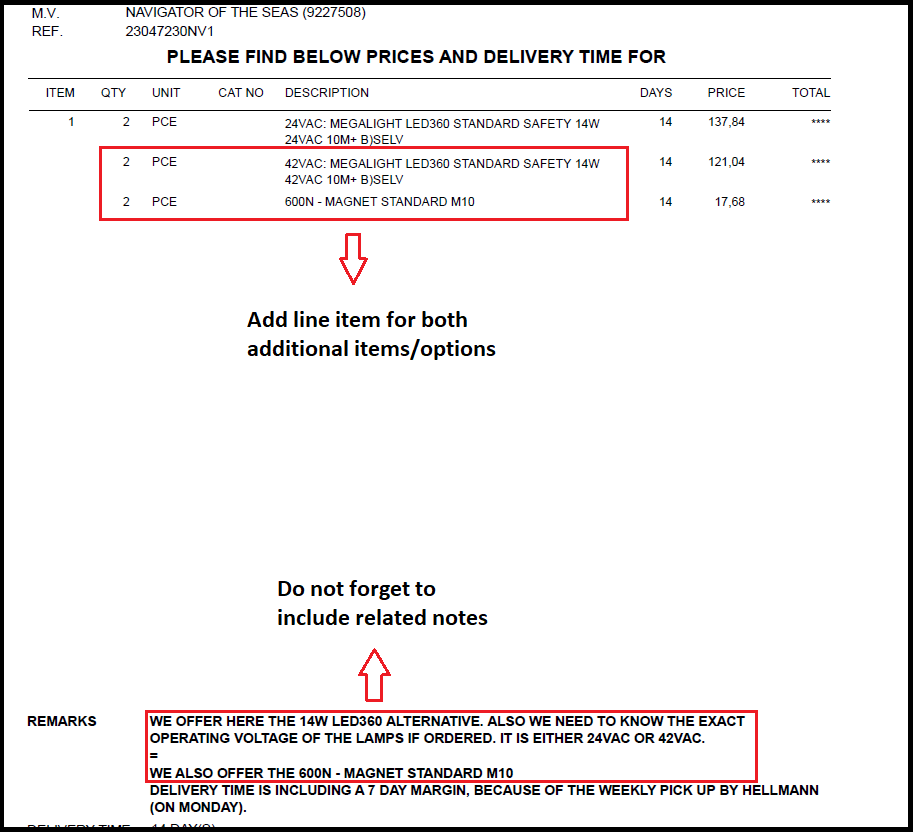 M.V. NAVIGATOR OF THE SEAS (9227508)
REF. 23047230NV1
PLEASE FIND BELOW PRICES AND DELIVERY TIME FOR
ITEM QTY UNIT CAT NO DESCRIPTION DAYS PRICE TOTAL
1 2 PCE 24VAC: MEGALIGHT LED360 STANDARD SAFETY 14W 14 137,84 ****
24VAC 10M+ B)SELV
2 PCE 42VAC: MEGALIGHT LED360 STANDARD SAFETY 14W 14 121,04 ****
42VAC 10M+ B)SELV
2 PCE 600N - MAGNET STANDARD M10 14 17,68 ****
Add line item for both
additional items/options
Do not forget to
include related notes
REMARKS WE OFFER HERE THE 14W LED360 ALTERNATIVE. ALSO WE NEED TO KNOW THE EXACT
OPERATING VOLTAGE OF THE LAMPS IF ORDERED. IT IS EITHER 24VAC OR 42VAC.
=
WE ALSO OFFER THE 600N - MAGNET STANDARD M10
DELIVERY TIME IS INCLUDING A 7 DAY MARGIN, BECAUSE OF THE WEEKLY PICK UP BY HELLMANN
(ON MONDAY).
DELIVERY TIME 14 DAY(S)